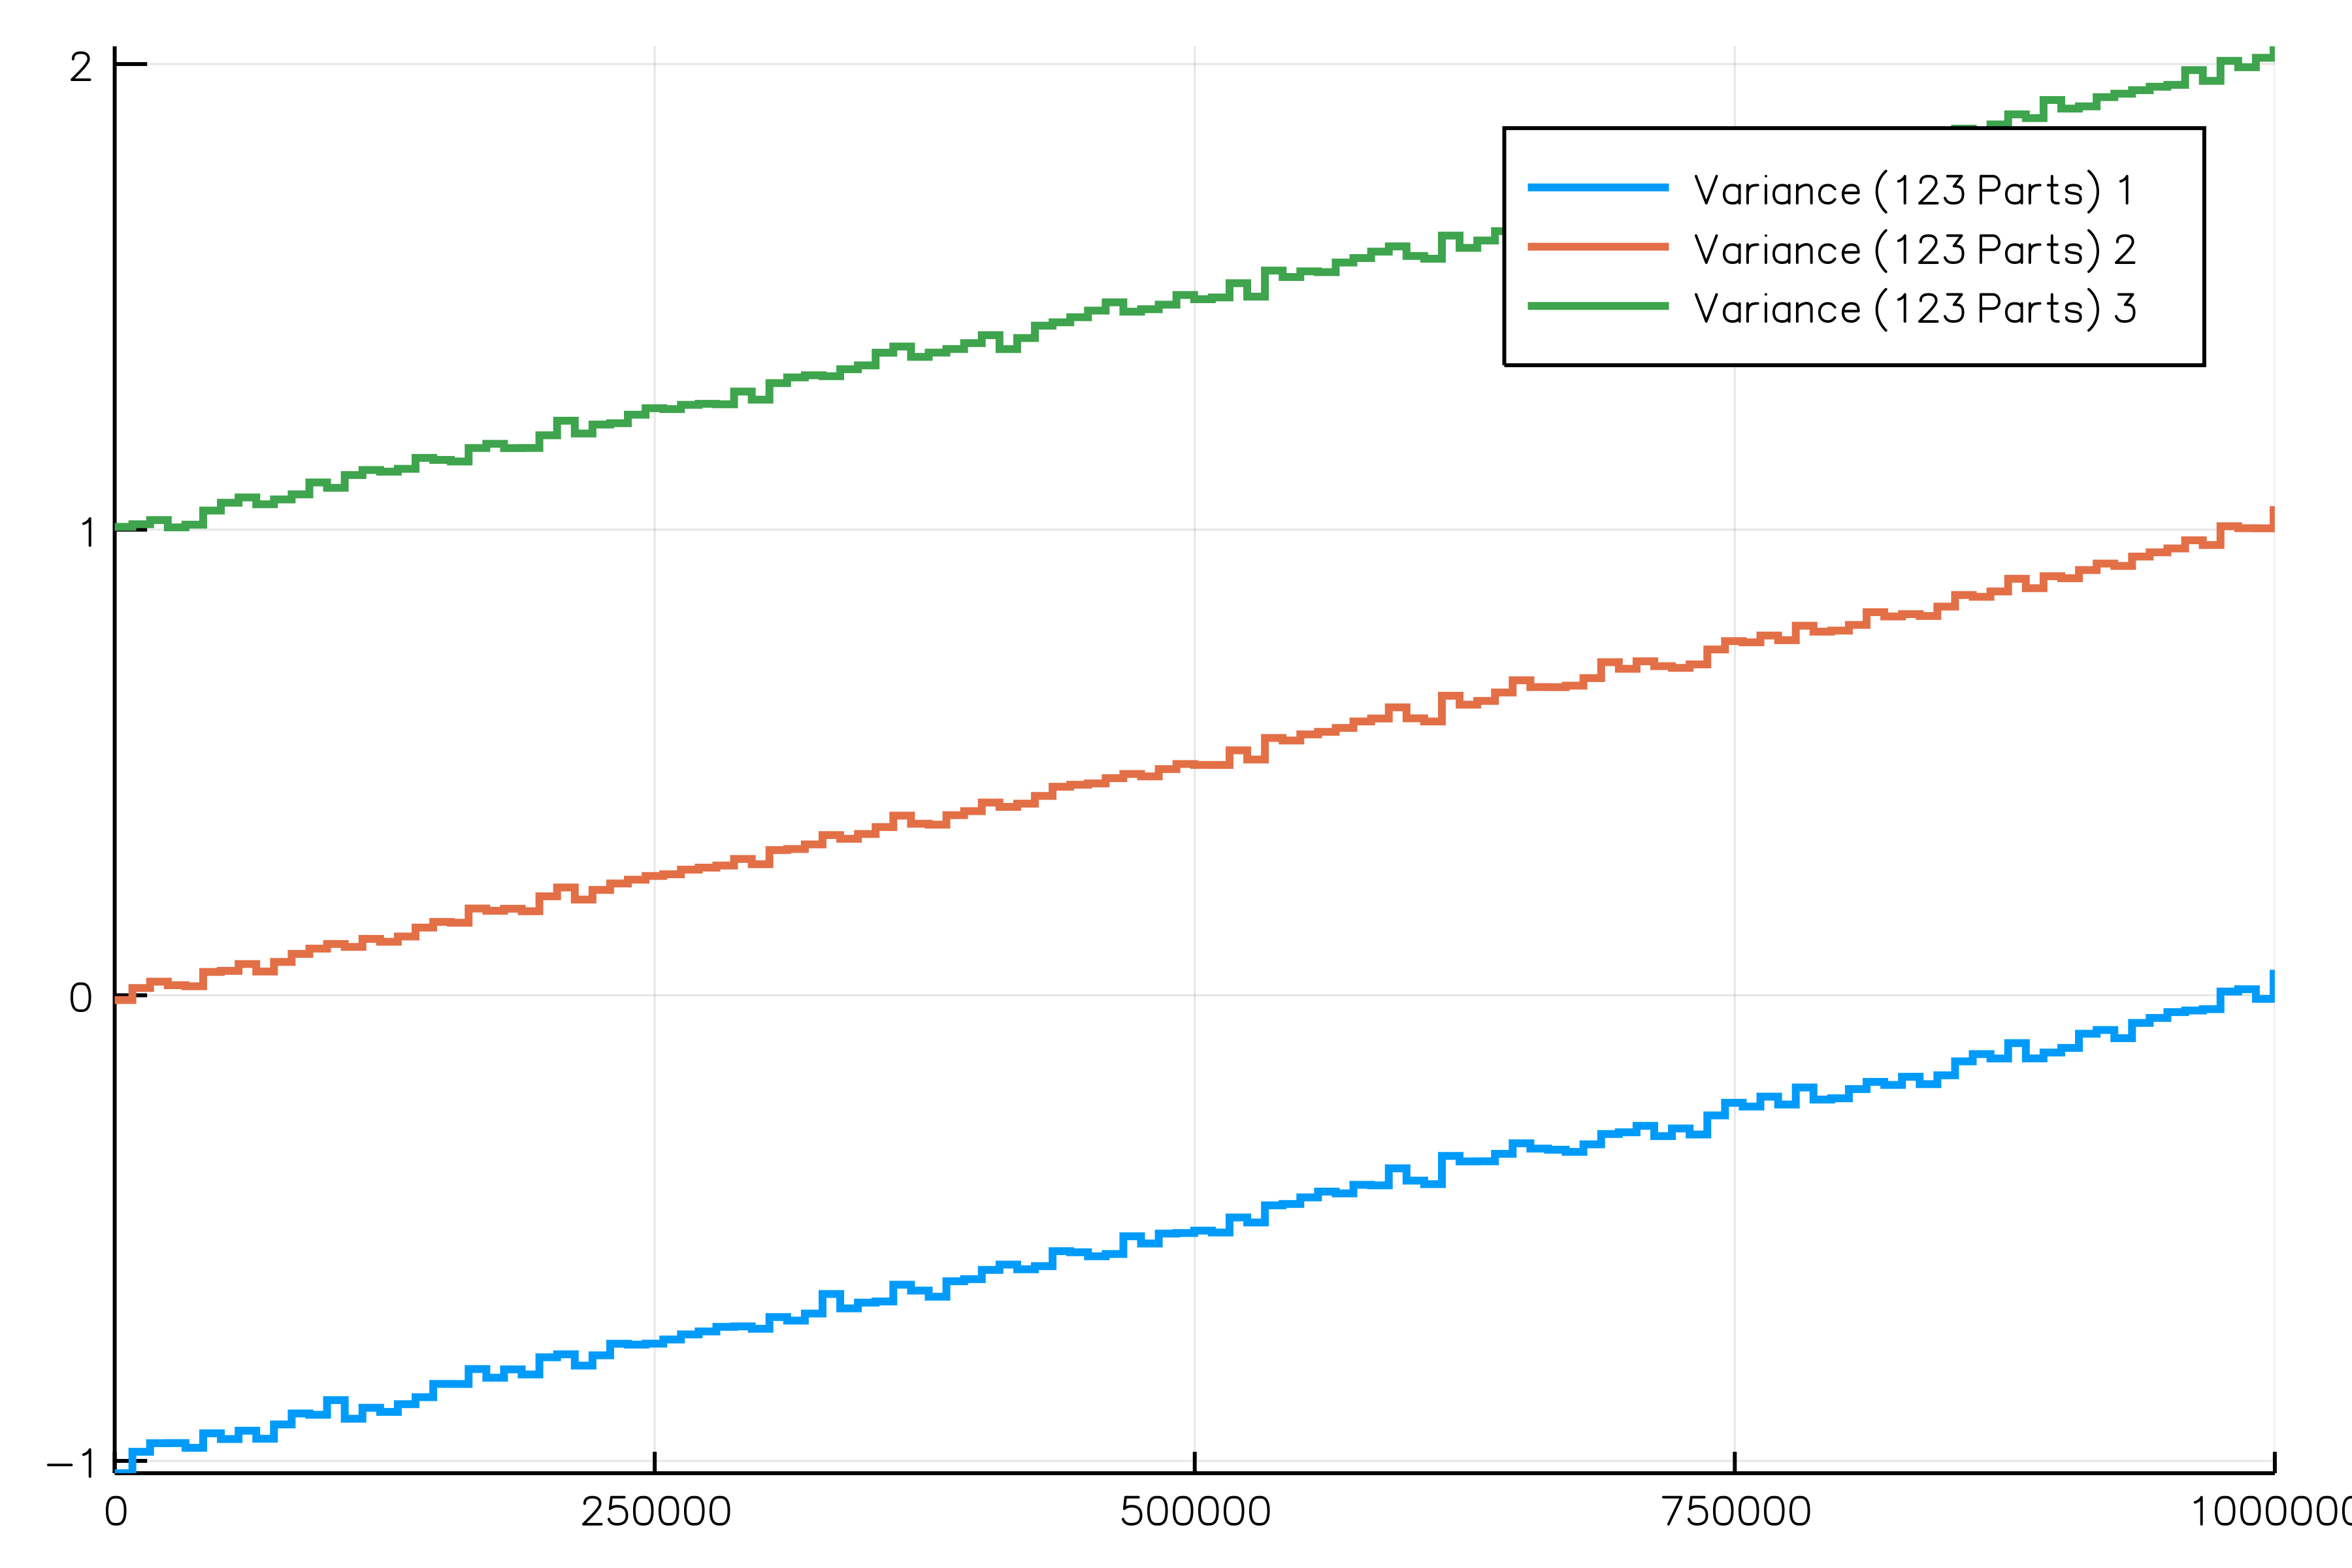 2
Variance (123 Parts) 1
Variance (123 Parts) 2
Variance (123 Parts) 3
1
0
−1
0 250000 500000 750000 1000000